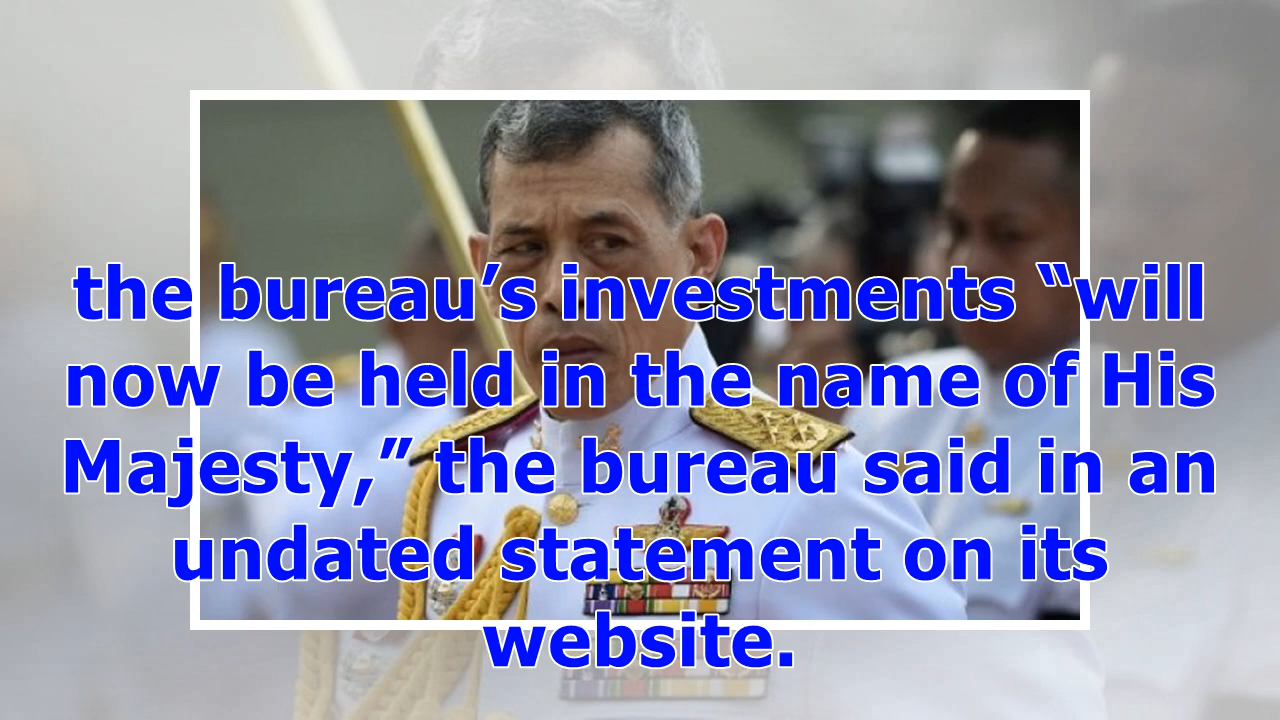 the bureau’s investments “will
now be held in the name of His
Majesty,” the bureau said in an
undated statement on its
website.